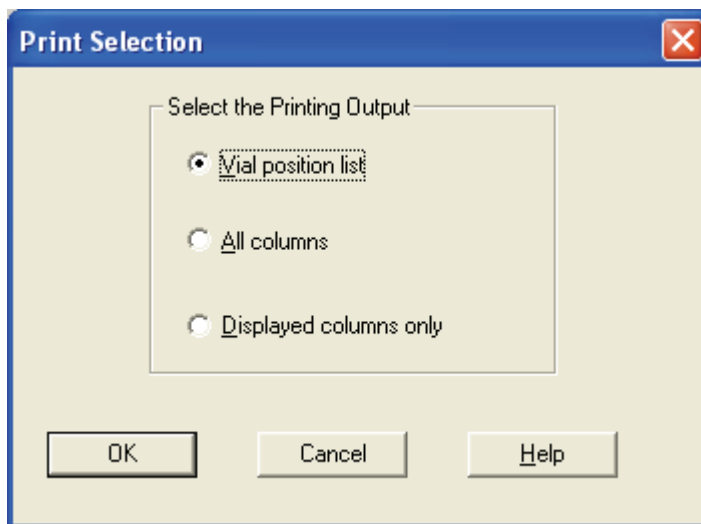 Print Selection
Select the Printing Output
Vial position list
All columns
Displayed columns only
OK Cancel Help